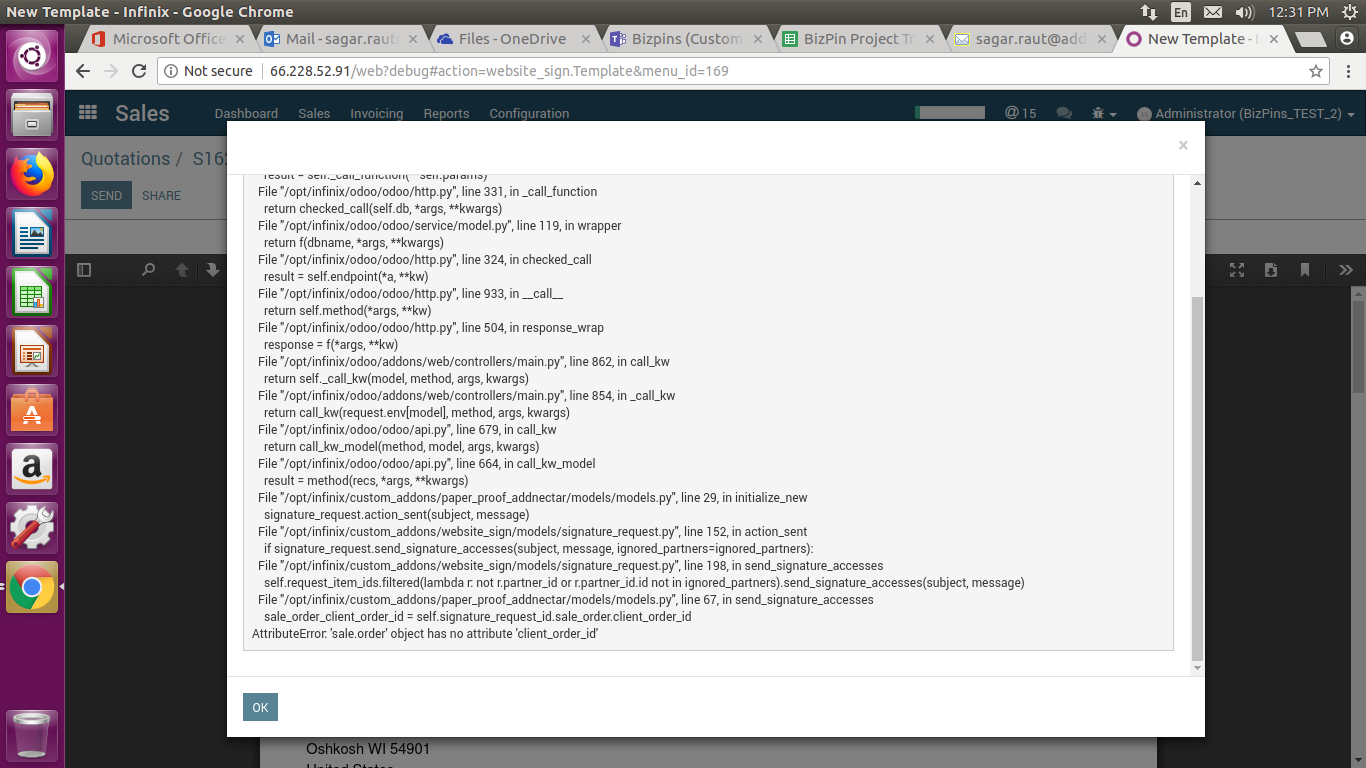 New Template - Infinix - Google Chrome
En
12:31 PM
Microsoft Office
Mail - sagar.raut@
Files - OneDrive
Bizpins (Custom
BizPin Project Tr
sagar.raut@add
New Template - I
Not secure
66.228.52.91/web?debug#action=website_sign.Template&menu_id=169
Sales
Dashboard
Sales
Invoicing
Reports
Configuration
@ 15
Administrator (BizPins_TEST_2)
Quotations / S162
SEND
SHARE
×
result = self._call_function(**self.params)
File "/opt/infinix/odoo/odoo/http.py", line 331, in _call_function
return checked_call(self.db, *args, **kwargs)
File "/opt/infinix/odoo/odoo/service/model.py", line 119, in wrapper
return f(dbname, *args, **kwargs)
File "/opt/infinix/odoo/odoo/http.py", line 324, in checked_call
result = self.endpoint(*a, **kw)
File "/opt/infinix/odoo/odoo/http.py", line 933, in __call__
return self.method(*args, **kw)
File "/opt/infinix/odoo/odoo/http.py", line 504, in response_wrap
response = f(*args, **kw)
File "/opt/infinix/odoo/addons/web/controllers/main.py", line 862, in call_kw
return self._call_kw(model, method, args, kwargs)
File "/opt/infinix/odoo/addons/web/controllers/main.py", line 854, in _call_kw
return call_kw(request.env[model], method, args, kwargs)
File "/opt/infinix/odoo/odoo/api.py", line 679, in call_kw
return call_kw_model(method, model, args, kwargs)
File "/opt/infinix/odoo/odoo/api.py", line 664, in call_kw_model
result = method(recs, *args, **kwargs)
File "/opt/infinix/custom_addons/paper_proof_addnectar/models/models.py", line 29, in initialize_new
signature_request.action_sent(subject, message)
File "/opt/infinix/custom_addons/website_sign/models/signature_request.py", line 152, in action_sent
if signature_request.send_signature_accesses(subject, message, ignored_partners=ignored_partners):
File "/opt/infinix/custom_addons/website_sign/models/signature_request.py", line 198, in send_signature_accesses
self.request_item_ids.filtered(lambda r: not r.partner_id or r.partner_id.id not in ignored_partners).send_signature_accesses(subject, message)
File "/opt/infinix/custom_addons/paper_proof_addnectar/models/models.py", line 67, in send_signature_accesses
sale_order_client_order_id = self.signature_request_id.sale_order.client_order_id
AttributeError: 'sale.order' object has no attribute 'client_order_id'
OK
Oshkosh WI 54901
United States